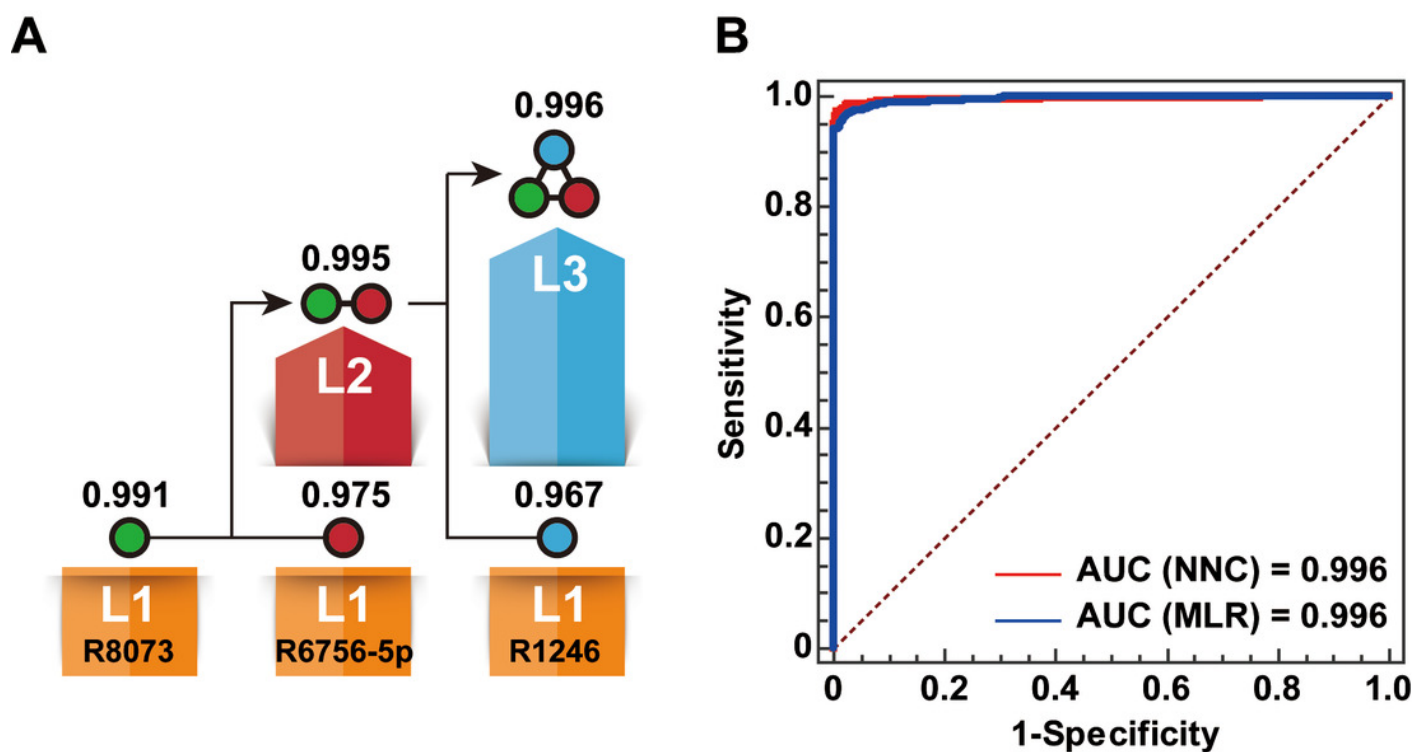 A
0.996
L3
0.995
L2
0.991
0.975
0.967
L1
R8073
L1
R6756-5p
L1
R1246
B
Sensitivity
1.0
0.8
0.6
0.4
0.2
0
AUC (NNC) = 0.996
AUC (MLR) = 0.996
0
0.2
0.4
0.6
0.8
1.0
1-Specificity